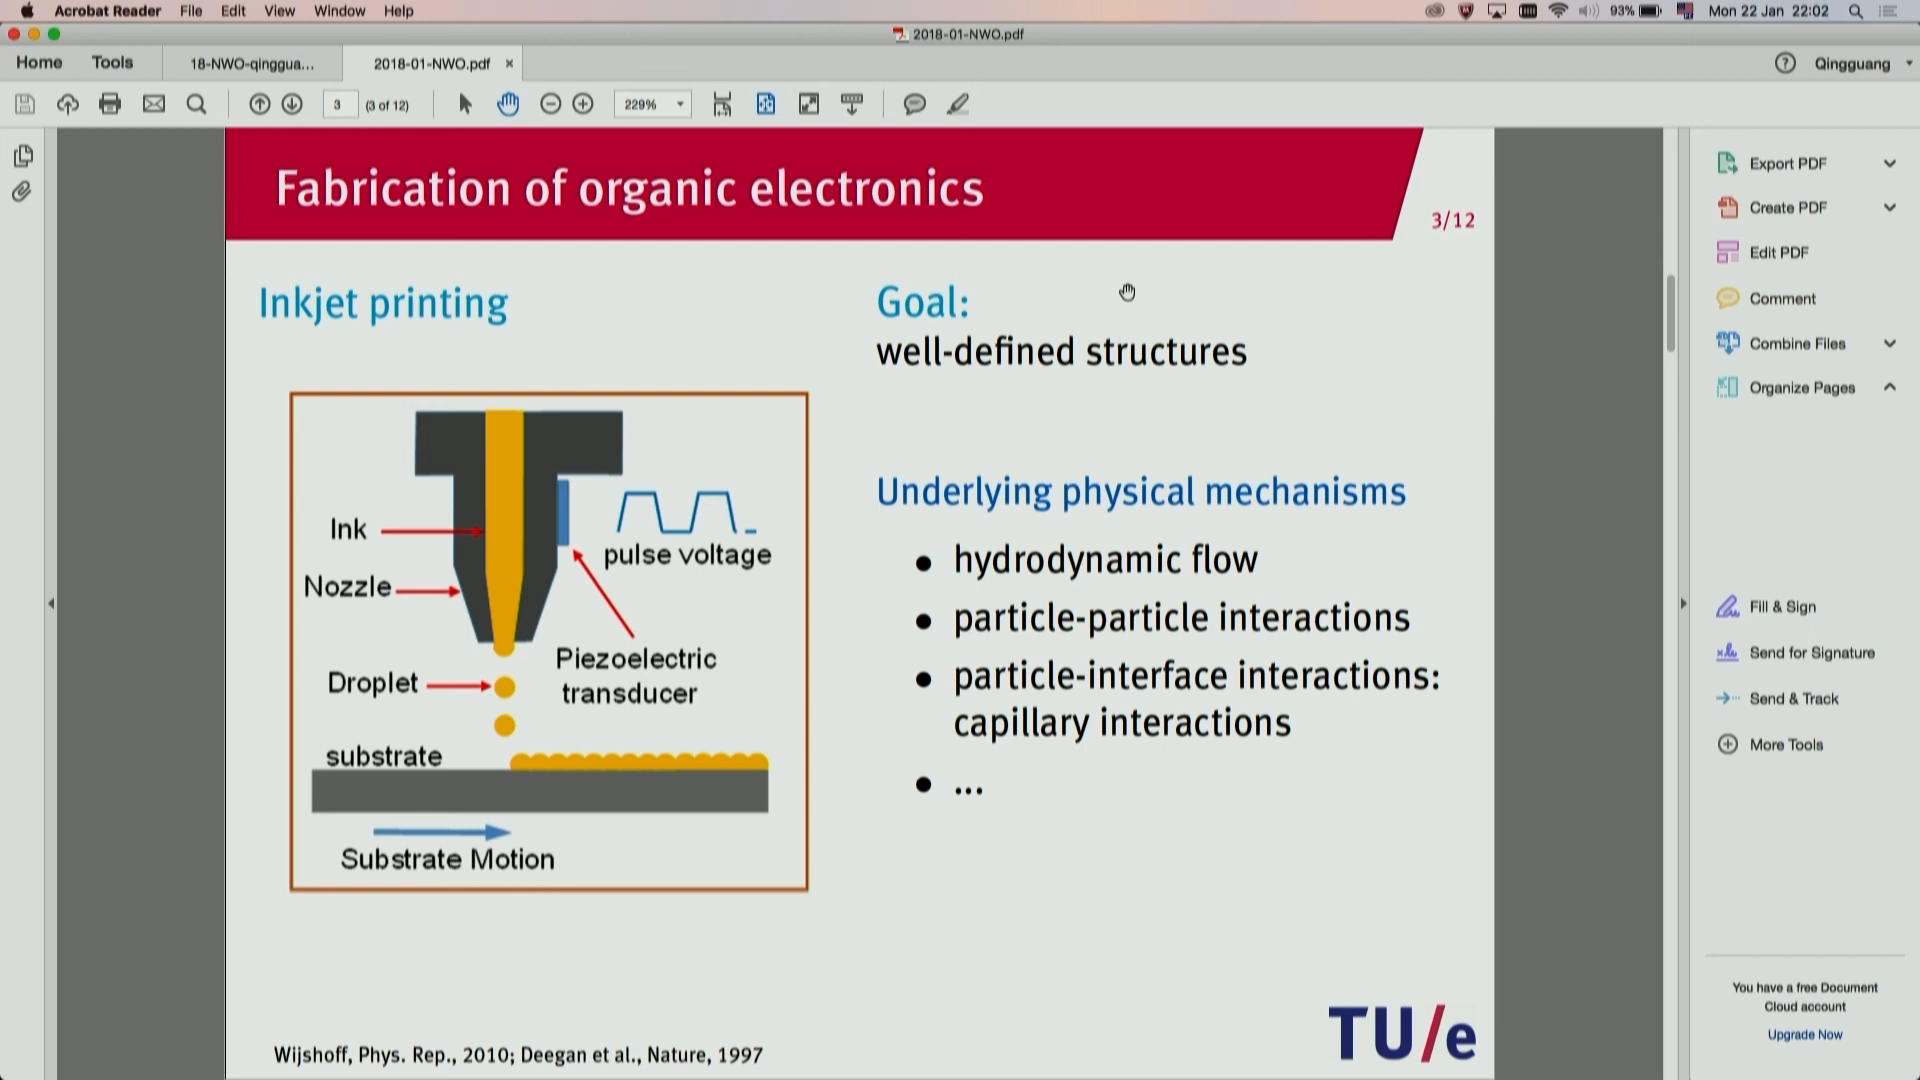 Acrobat Reader File Edit View Window Help
93% Mon 22 Jan 22:02
2018-01-NWO.pdf
Home Tools 18-NWO-qinggua... 2018-01-NWO.pdf × ? Qingguang
3 (3 of 12) 229%
Fabrication of organic electronics
3/12
Inkjet printing
Ink
Nozzle
pulse voltage
Piezoelectric
transducer
Droplet
substrate
Substrate Motion
Goal:
well-defined structures
Underlying physical mechanisms
• hydrodynamic flow
• particle-particle interactions
• particle-interface interactions:
capillary interactions
• ...
Wijshoff, Phys. Rep., 2010; Deegan et al., Nature, 1997
TU/e
Export PDF
Create PDF
Edit PDF
Comment
Combine Files
Organize Pages
Fill & Sign
Send for Signature
Send & Track
More Tools
You have a free Document
Cloud account
Upgrade Now